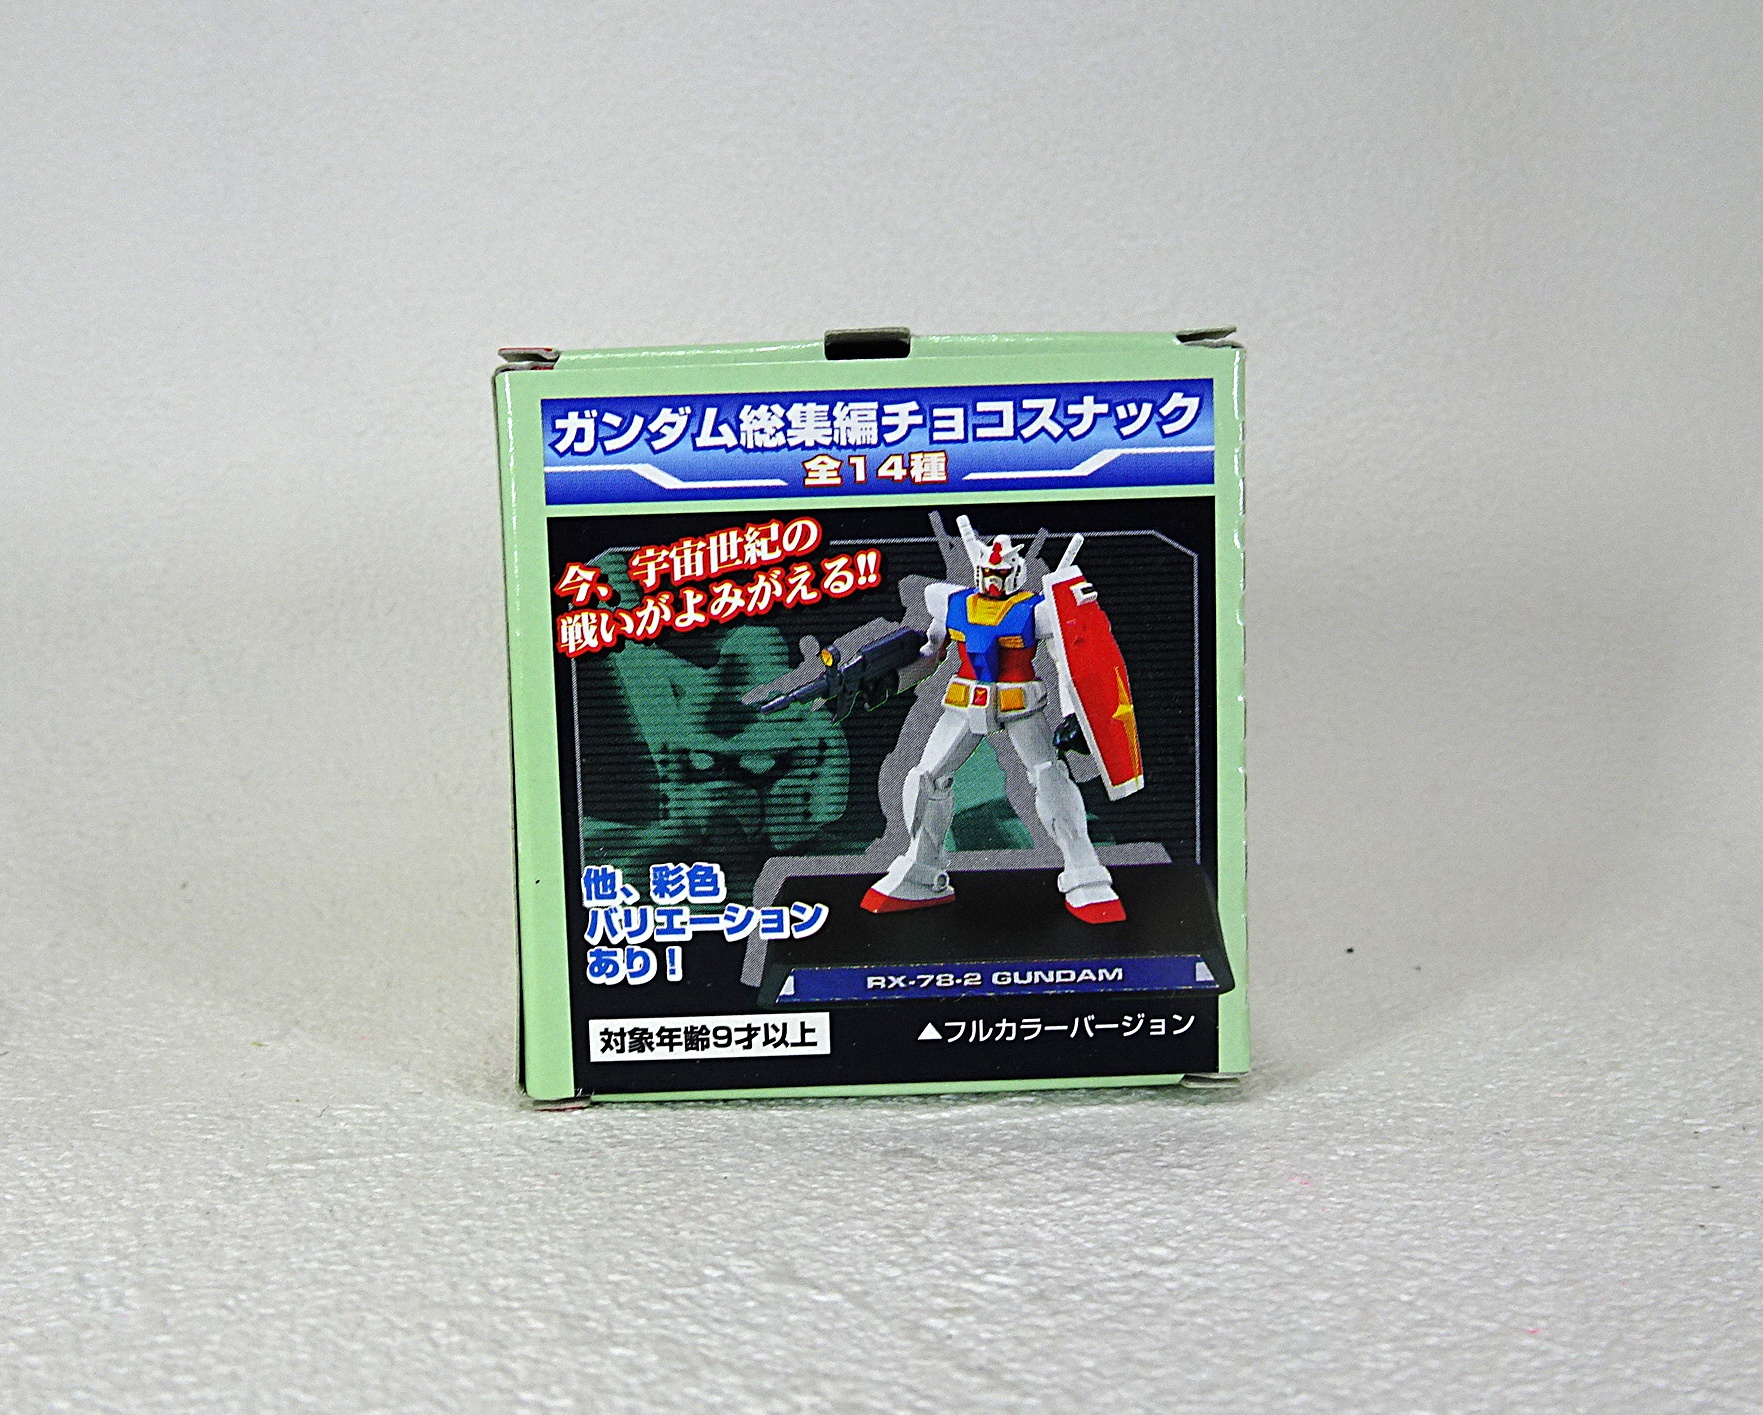 ガンダム総集編チョコスナック
全14種
今、宇宙世紀の
戦いがよみがえる!!
他、彩色
バリエーション
あり!
RX-78-2 GUNDAM
対象年齢9才以上
▲フルカラーバージョン